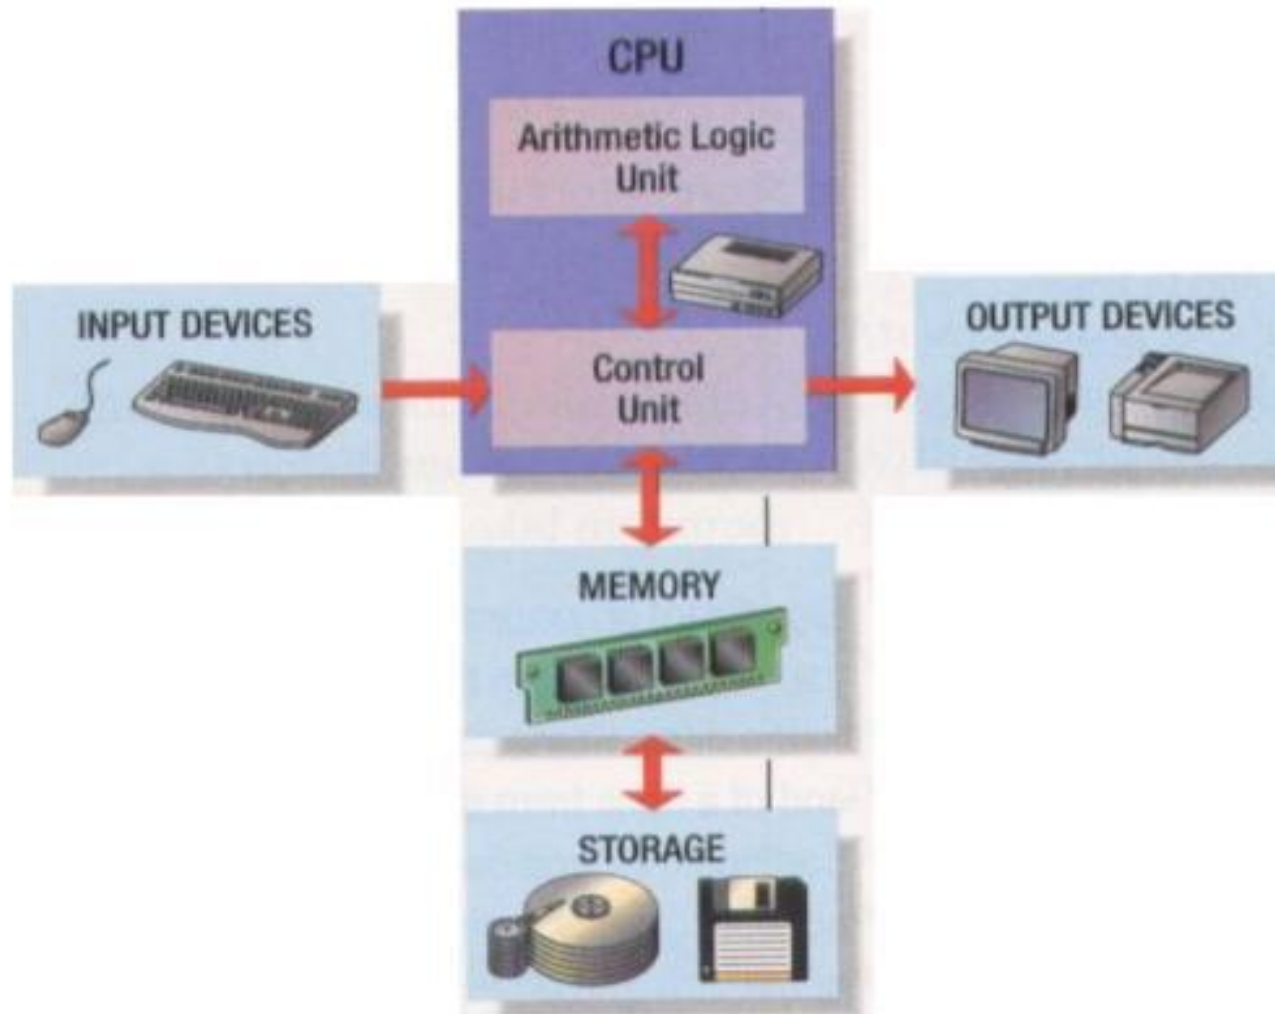 CPU
Arithmetic Logic
Unit
INPUT DEVICES
Control
Unit
OUTPUT DEVICES
MEMORY
STORAGE